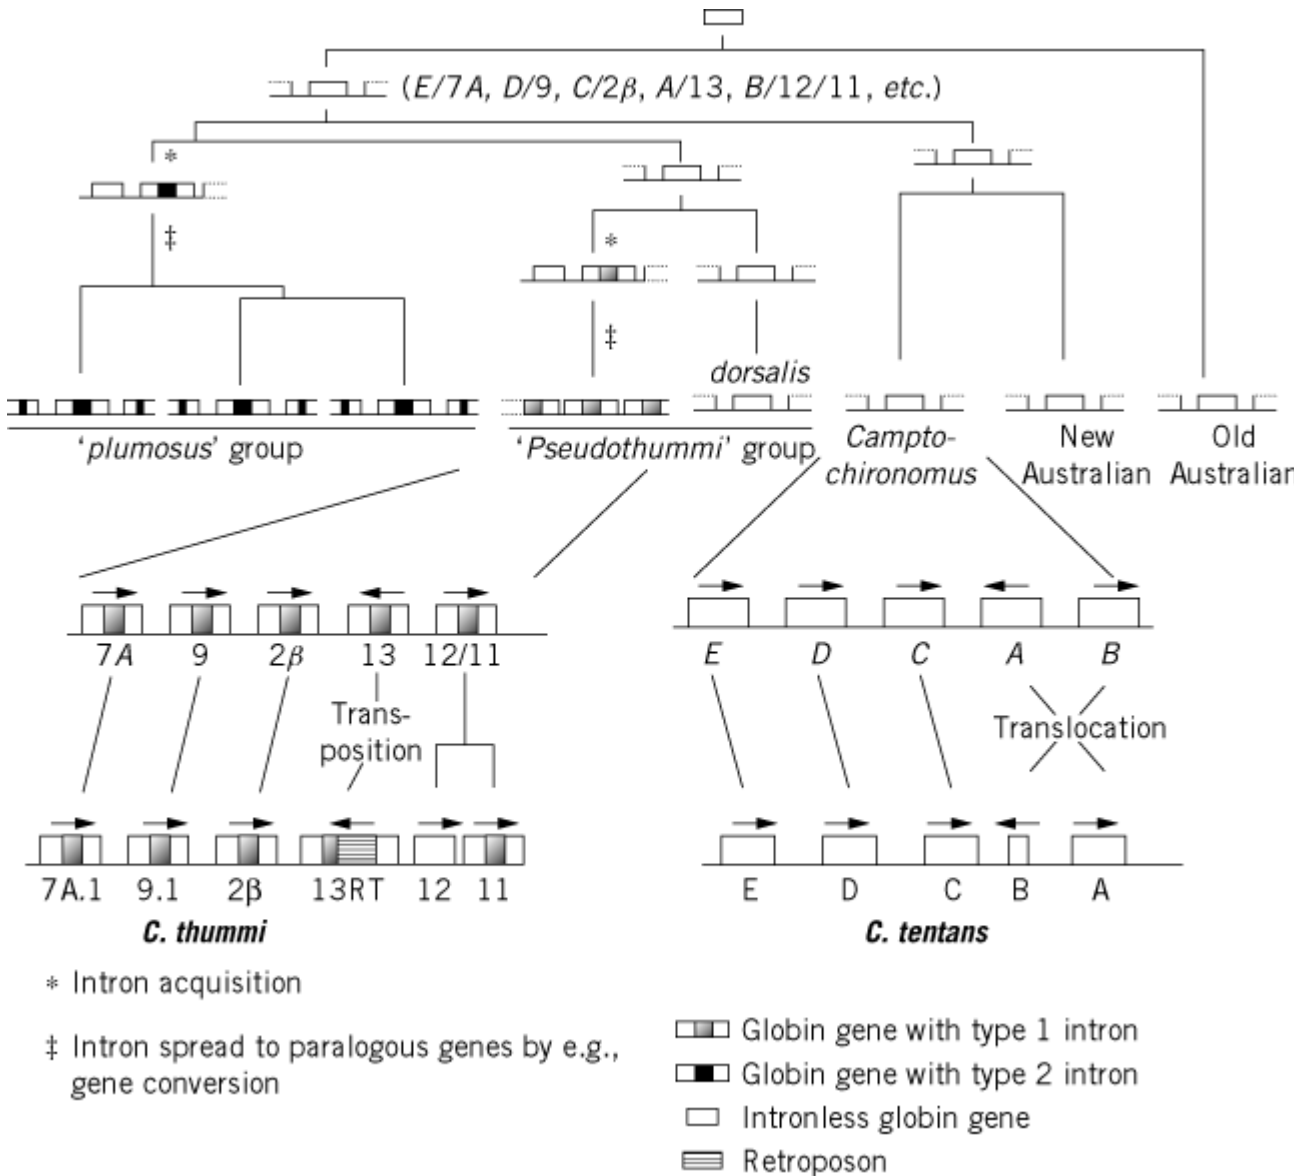 (E/7A, D/9, C/2β, A/13, B/12/11, etc.)
*
‡
*
‡
dorsalis
'plumosus' group
'Pseudothummi' group
Campto-
chironomus
New
Australian
Old
Australian
7A 9 2β 13 12/11
E D C A B
Trans-
position
Translocation
7A.1 9.1 2β 13RT 12 11
E D C B A
C. thummi
C. tentans
* Intron acquisition
‡ Intron spread to paralogous genes by e.g.,
gene conversion
Globin gene with type 1 intron
Globin gene with type 2 intron
Intronless globin gene
Retroposon